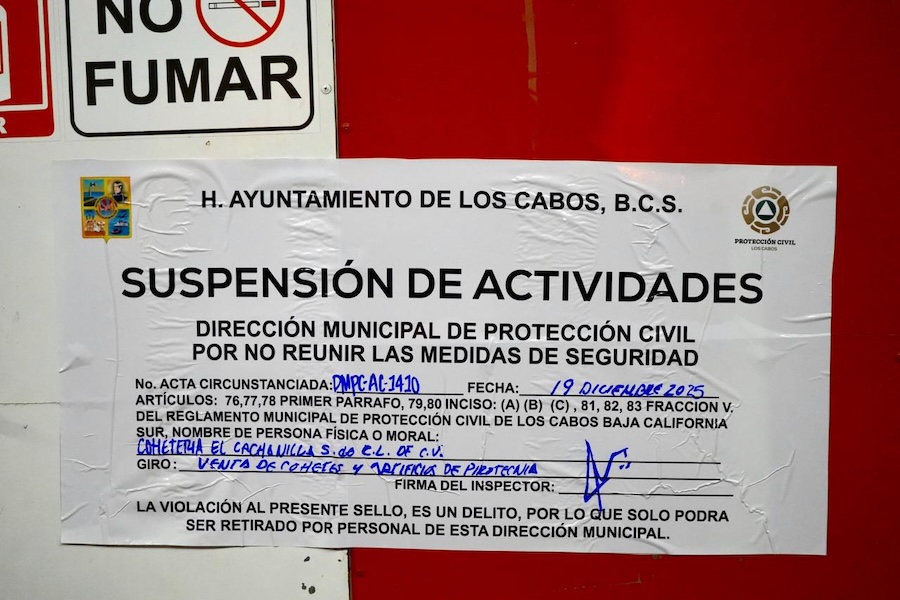 NO
FUMAR
R
H. AYUNTAMIENTO DE LOS CABOS, B.C.S.
PROTECCIÓN CIVIL
LOS CABOS
SUSPENSIÓN DE ACTIVIDADES
DIRECCIÓN MUNICIPAL DE PROTECCIÓN CIVIL
POR NO REUNIR LAS MEDIDAS DE SEGURIDAD
No. ACTA CIRCUNSTANCIADA: DMPC-AC-1410 FECHA: 19 DICIEMBRE 2025
ARTÍCULOS: 76,77,78 PRIMER PARRAFO, 79,80 INCISO: (A) (B) (C) , 81, 82, 83 FRACCION V.
DEL REGLAMENTO MUNICIPAL DE PROTECCIÓN CIVIL DE LOS CABOS BAJA CALIFORNIA
SUR, NOMBRE DE PERSONA FÍSICA O MORAL:
COHETERIA EL CACHANILLA S. de R.L. DE C.V.
GIRO: VENTA DE COHETES Y ARTIFICIOS DE PIROTECNIA
FIRMA DEL INSPECTOR:
LA VIOLACIÓN AL PRESENTE SELLO, ES UN DELITO, POR LO QUE SOLO PODRA
SER RETIRADO POR PERSONAL DE ESTA DIRECCIÓN MUNICIPAL.